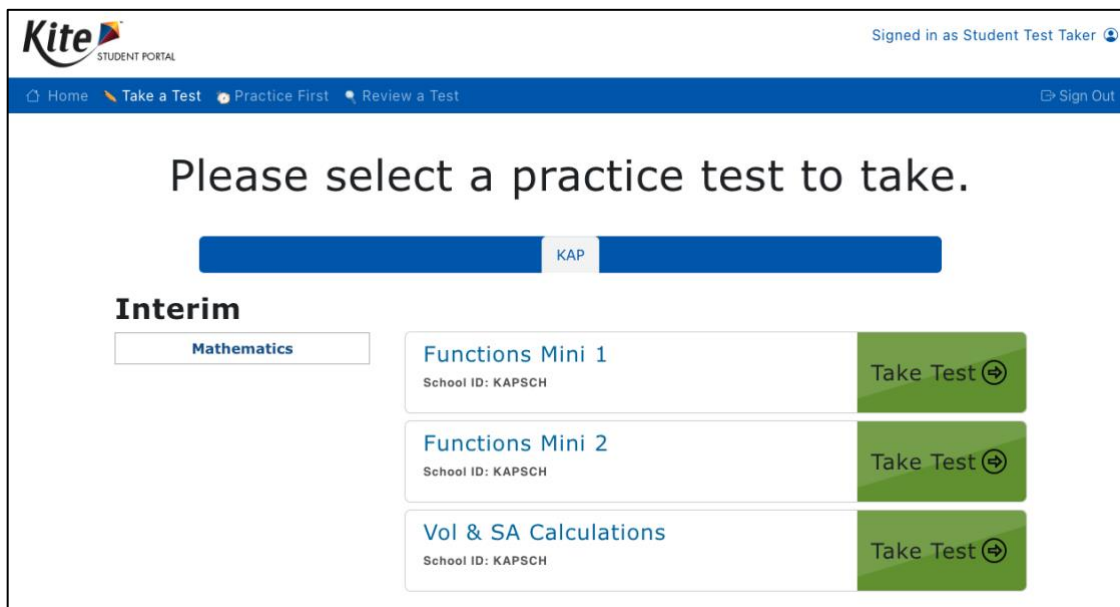 Kite
STUDENT PORTAL
Signed in as Student Test Taker
Home Take a Test Practice First Review a Test Sign Out
Please select a practice test to take.
KAP
Interim
Mathematics
Functions Mini 1
School ID: KAPSCH
Take Test
Functions Mini 2
School ID: KAPSCH
Take Test
Vol & SA Calculations
School ID: KAPSCH
Take Test